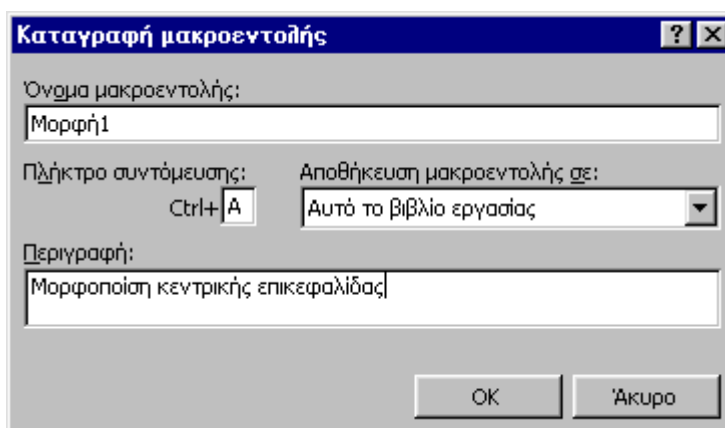 Καταγραφή μακροεντολής
Όνομα μακροεντολής:
Μορφή1
Πλήκτρο συντόμευσης: Αποθήκευση μακροεντολής σε:
Ctrl+ A Αυτό το βιβλίο εργασίας
Περιγραφή:
Μορφοποίση κεντρικής επικεφαλίδας
OK Άκυρο